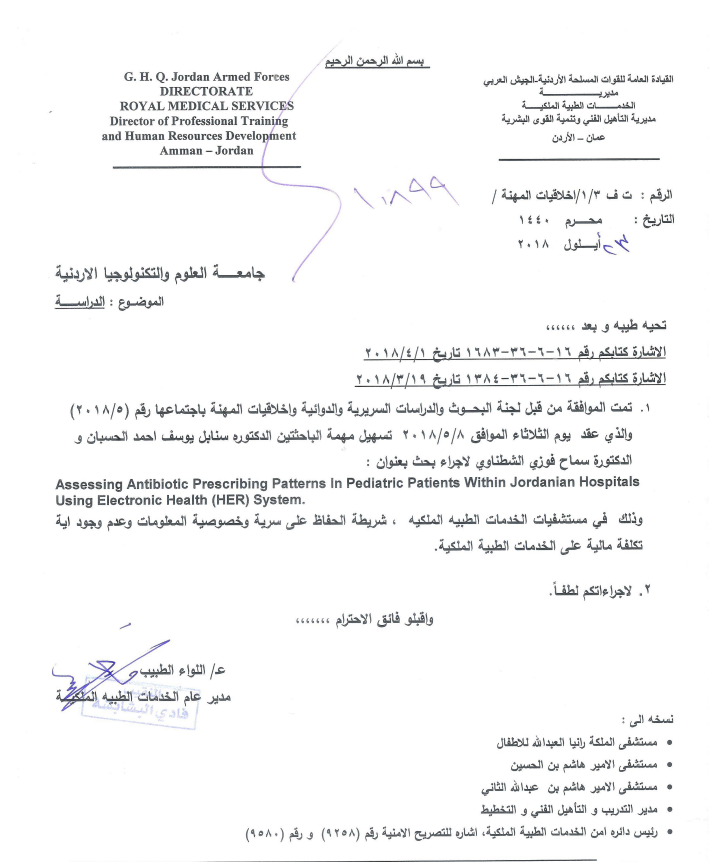 بسم الله الرحمن الرحيم
G. H. Q. Jordan Armed Forces
DIRECTORATE
ROYAL MEDICAL SERVICES
Director of Professional Training
and Human Resources Development
Amman – Jordan
القيادة العامة للقوات المسلحة الأردنية-الجيش العربي
مديريـــــــــــة
الخدمـــــات الطبية الملكيـــة
مديرية التأهيل الفني وتنمية القوى البشرية
عمان – الأردن
الرقم : ت ف ١/٣/اخلاقيات المهنة / ١٠٨٩٩
التاريخ : محـــرم ١٤٤٠
٢٣ أيـــلول ٢٠١٨
جامعـــة العلوم والتكنولوجيا الاردنية
الموضوع : الدراســـة
تحيه طيبه و بعد ،،،،،،
الاشارة كتابكم رقم ١٦-٦-٣٦-١٦٨٣ تاريخ ٢٠١٨/٤/١
الاشارة كتابكم رقم ١٦-٦-٣٦-١٣٨٤ تاريخ ٢٠١٨/٣/١٩
١. تمت الموافقة من قبل لجنة البحـوث والدراسات السريرية والدوائية واخلاقيات المهنة باجتماعها رقم (٢٠١٨/٥)
والذي عقد يوم الثلاثاء الموافق ٢٠١٨/٥/٨ تسهيل مهمة الباحثتين الدكتوره سنابل يوسف احمد الحسبان و
الدكتورة سماح فوزي الشطناوي لاجراء بحث بعنوان :
Assessing Antibiotic Prescribing Patterns In Pediatric Patients Within Jordanian Hospitals
Using Electronic Health (HER) System.
وذلك في مستشفيات الخدمات الطبيه الملكيه ، شريطة الحفاظ على سرية وخصوصية المعلومات وعدم وجود اية
تكلفة مالية على الخدمات الطبية الملكية.
٢. لاجراءاتكم لطفـاً.
واقبلو فائق الاحترام ،،،،،،،
عـ/ اللواء الطبيب
مدير عام الخدمات الطبيه الملكيـة
فادي البشابشة
نسخه الى :
• مستشفى الملكة رانيا العبدالله للاطفال
• مستشفى الامير هاشم بن الحسين
• مستشفى الامير هاشم بن عبدالله الثاني
• مدير التدريب و التأهيل الفني و التخطيط
• رئيس دائره امن الخدمات الطبية الملكية، اشاره للتصريح الامنية رقم (٩٢٥٨) و رقم (٩٥٨٠)